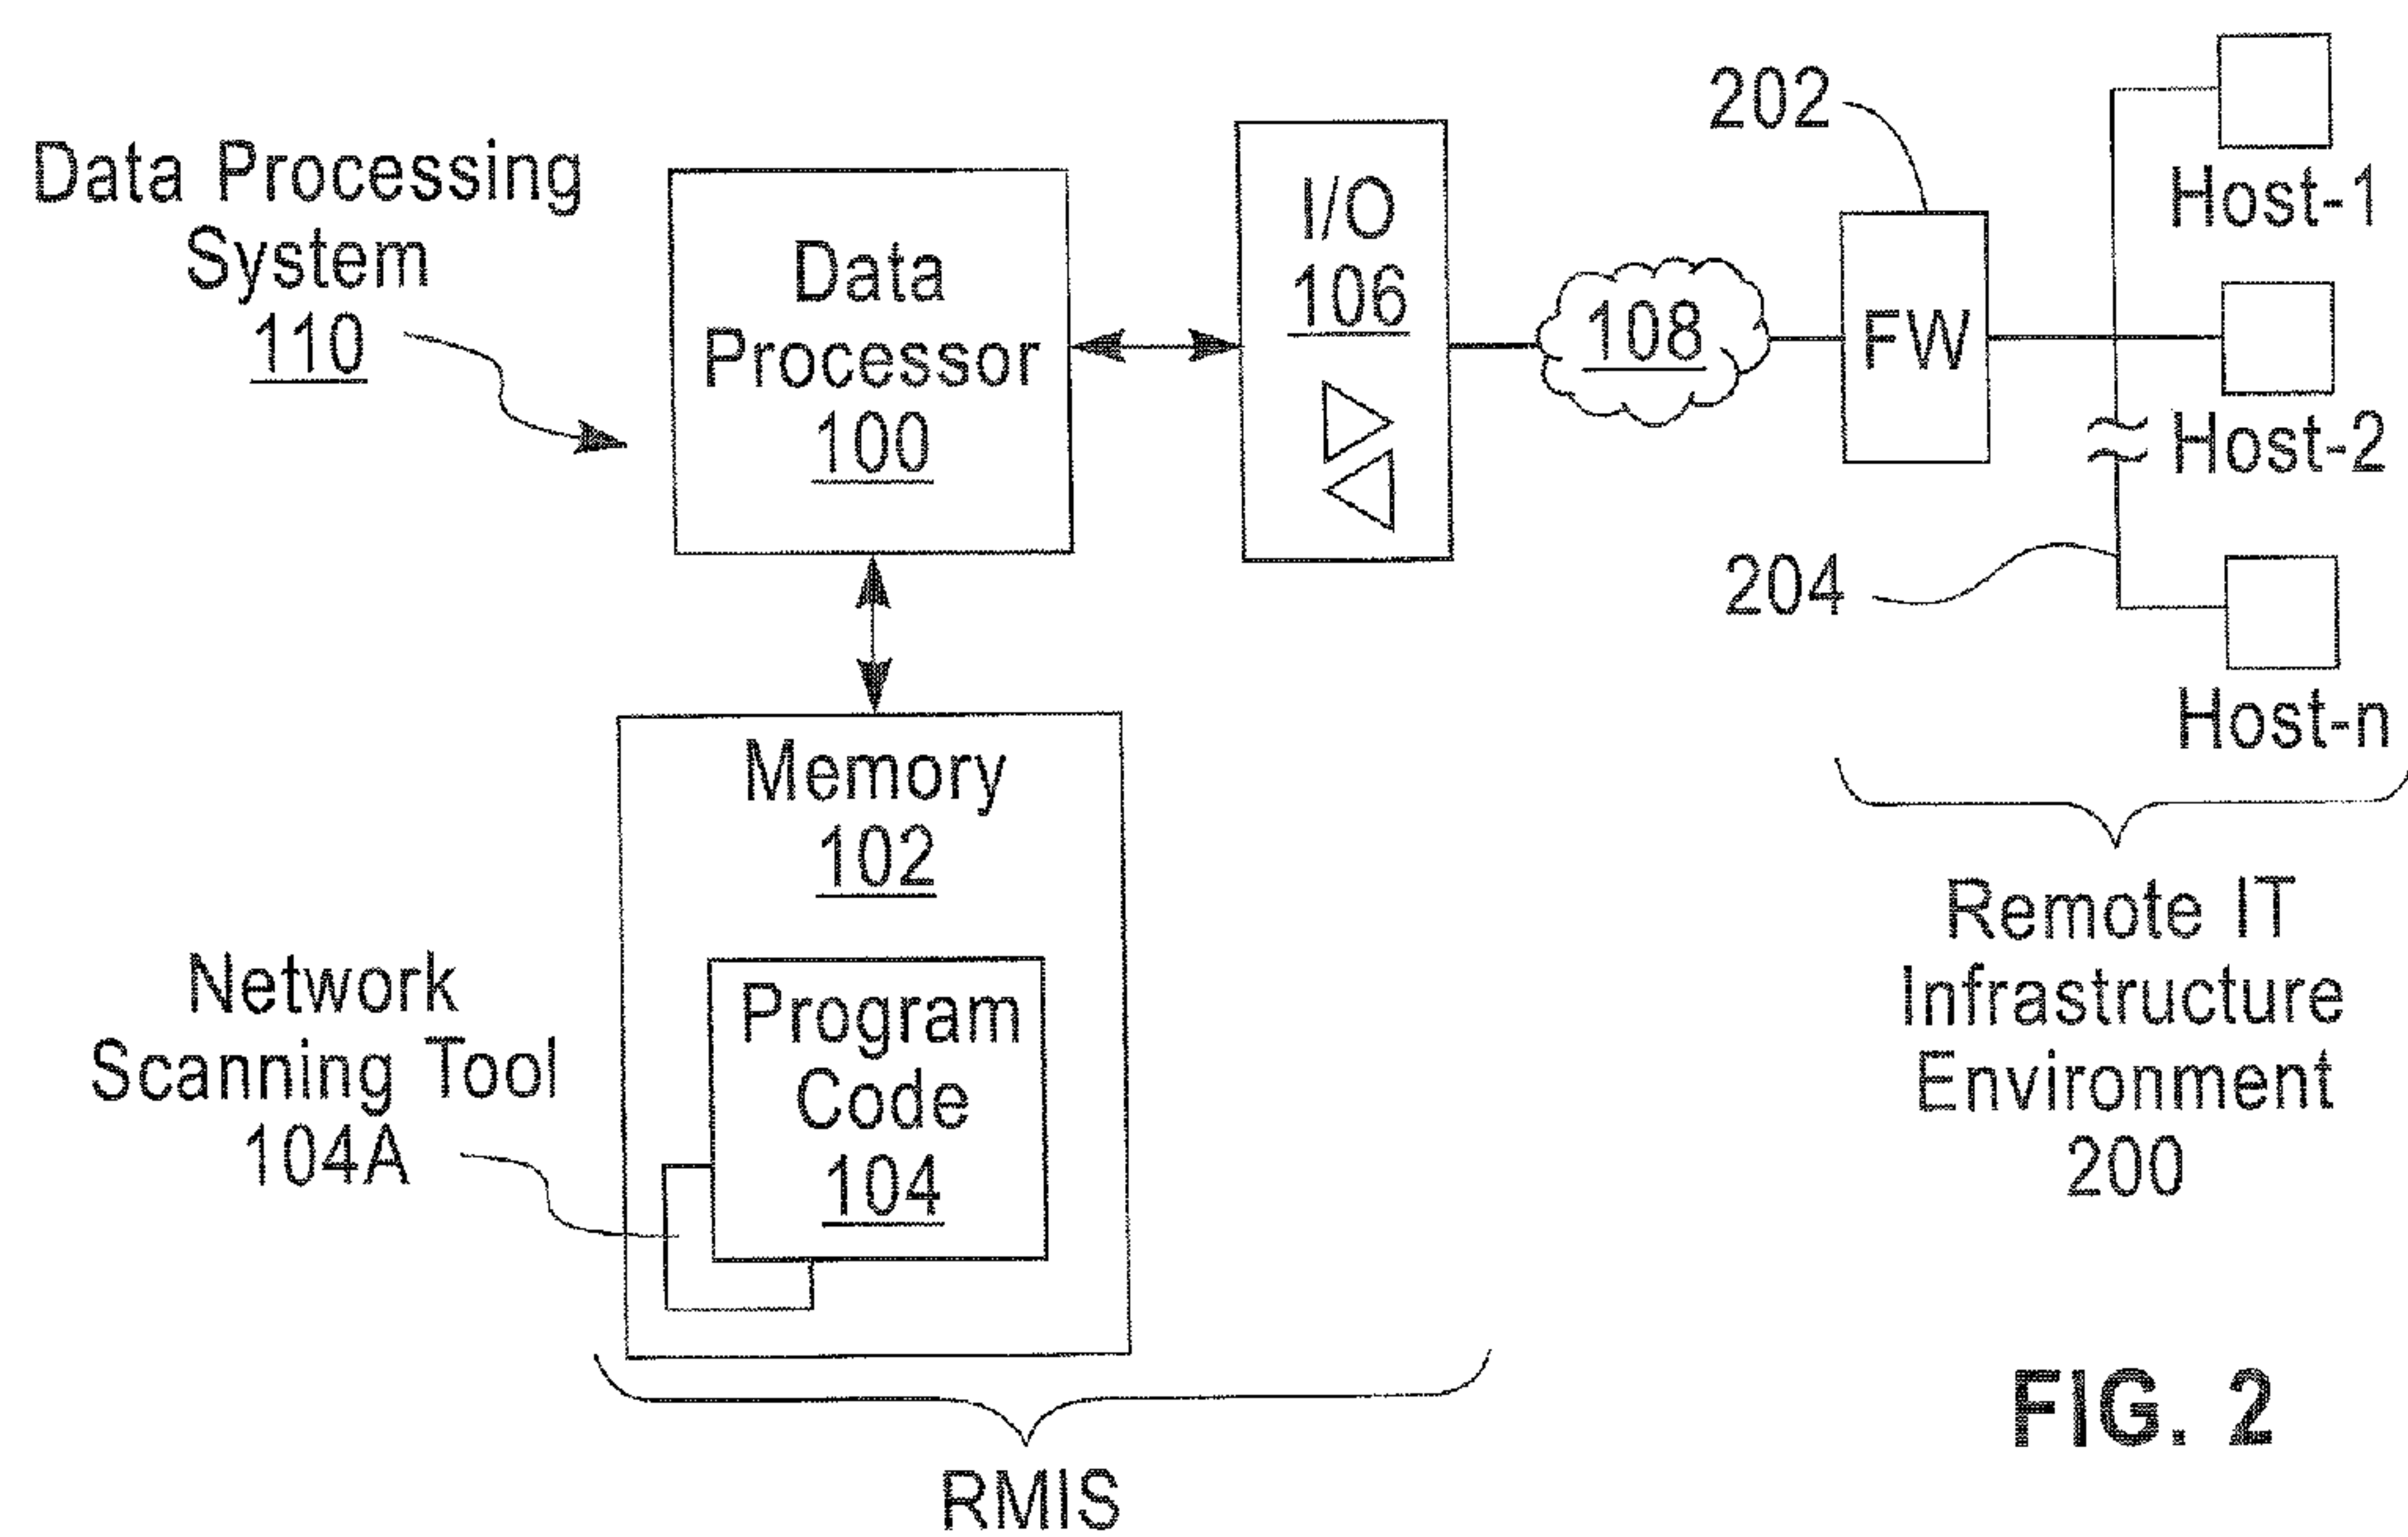 Data Processing
System
110
Data
Processor
100
I/O
106
108
202
FW
204
Host-1
Host-2
Host-n
Memory
102
Program
Code
104
Network
Scanning Tool
104A
RMIS
Remote IT
Infrastructure
Environment
200
FIG. 2